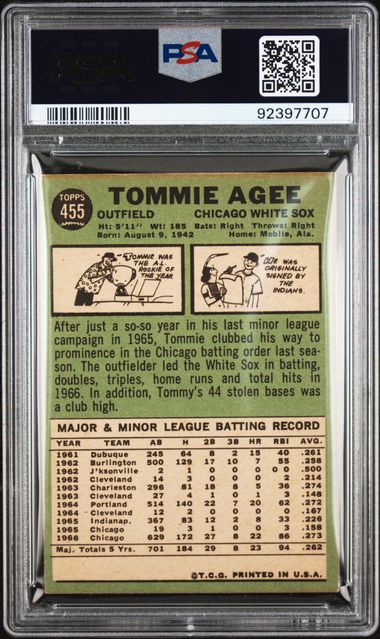 PSA
PSA
92397707
TOPPS
455
TOMMIE AGEE
OUTFIELD CHICAGO WHITE SOX
Ht: 5'11" Wt: 185 Bats: Right Throws: Right
Born: August 9, 1942 Home: Mobile, Ala.
TOMMIE WAS THE A.L. ROOKIE OF THE YEAR
HE WAS ORIGINALLY SIGNED BY THE INDIANS.
After just a so-so year in his last minor league
campaign in 1965, Tommie clubbed his way to
prominence in the Chicago batting order last sea-
son. The outfielder led the White Sox in batting,
doubles, triples, home runs and total hits in
1966. In addition, Tommy's 44 stolen bases was
a club high.
MAJOR & MINOR LEAGUE BATTING RECORD
YEAR TEAM AB H 2B 3B HR RBI AVG.
1961 Dubuque 245 64 8 2 15 40 .261
1962 Burlington 500 129 17 10 7 55 .258
1962 J'ksonville 2 0 0 0 0 0 .500
1962 Cleveland 14 3 0 0 0 2 .214
1963 Charleston 296 81 18 8 5 36 .274
1963 Cleveland 27 4 1 0 1 3 .148
1964 Portland 514 140 22 7 20 62 .272
1964 Cleveland 12 2 0 0 0 0 .167
1965 Indianap. 367 83 12 2 8 33 .226
1965 Chicago 19 3 1 0 0 3 .158
1966 Chicago 629 172 27 8 22 86 .273
Maj. Totals 5 Yrs. 701 184 29 8 23 94 .262
©T.C.G. PRINTED IN U.S.A.